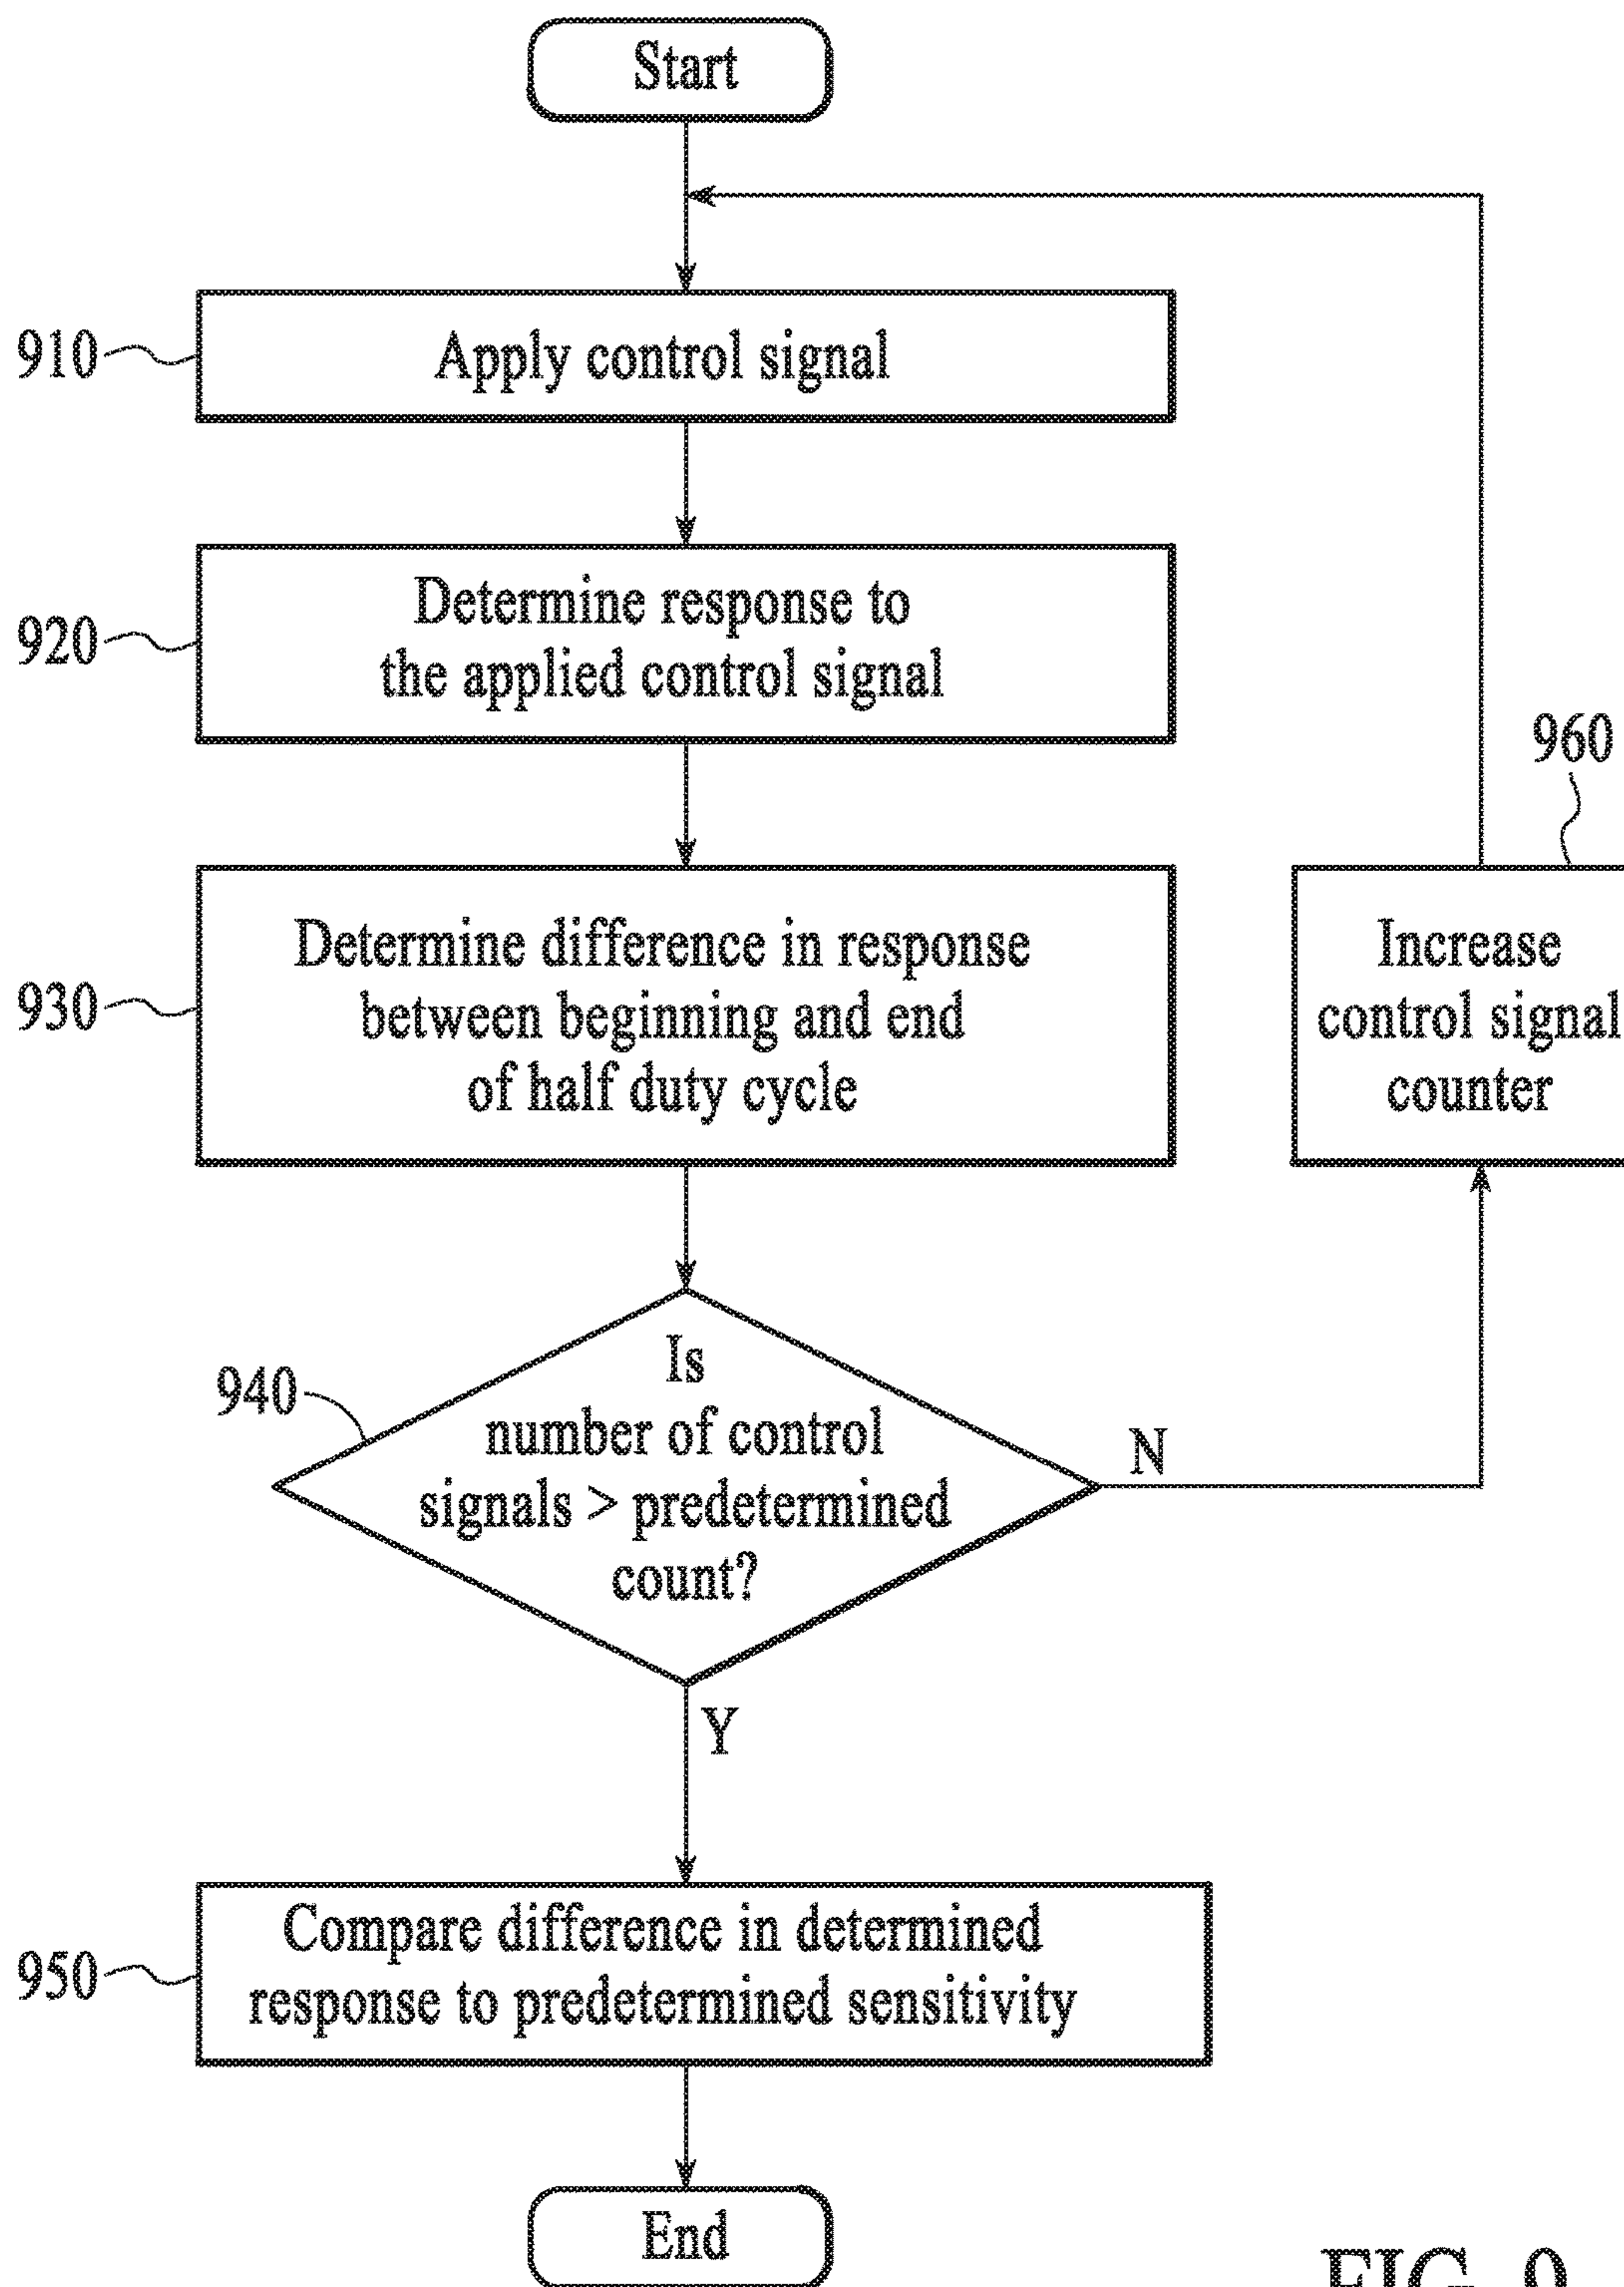 Start
910
Apply control signal
920
Determine response to
the applied control signal
960
930
Determine difference in response
between beginning and end
of half duty cycle
Increase
control signal
counter
940
Is
number of control
signals > predetermined
count?
N
Y
950
Compare difference in determined
response to predetermined sensitivity
End
FIG. 9